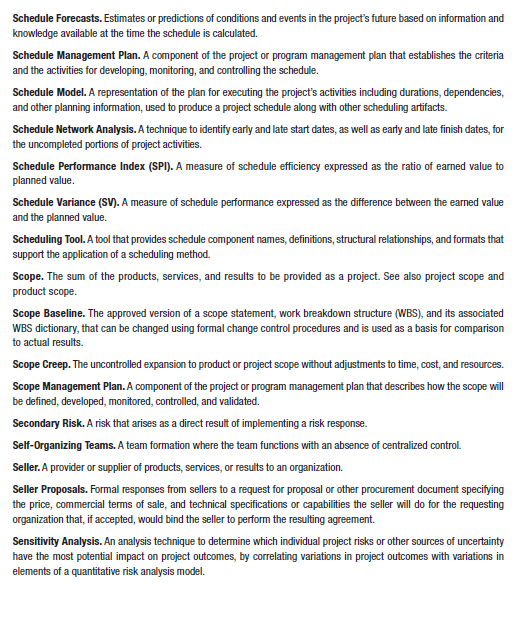 Schedule Forecasts. Estimates or predictions of conditions and events in the project's future based on information and
knowledge available at the time the schedule is calculated.
Schedule Management Plan. A component of the project or program management plan that establishes the criteria
and the activities for developing, monitoring, and controlling the schedule.
Schedule Model. A representation of the plan for executing the project's activities including durations, dependencies,
and other planning information, used to produce a project schedule along with other scheduling artifacts.
Schedule Network Analysis. A technique to identify early and late start dates, as well as early and late finish dates, for
the uncompleted portions of project activities.
Schedule Performance Index (SPI). A measure of schedule efficiency expressed as the ratio of earned value to
planned value.
Schedule Variance (SV). A measure of schedule performance expressed as the difference between the earned value
and the planned value.
Scheduling Tool. A tool that provides schedule component names, definitions, structural relationships, and formats that
support the application of a scheduling method.
Scope. The sum of the products, services, and results to be provided as a project. See also project scope and
product scope.
Scope Baseline. The approved version of a scope statement, work breakdown structure (WBS), and its associated
WBS dictionary, that can be changed using formal change control procedures and is used as a basis for comparison
to actual results.
Scope Creep. The uncontrolled expansion to product or project scope without adjustments to time, cost, and resources.
Scope Management Plan. A component of the project or program management plan that describes how the scope will
be defined, developed, monitored, controlled, and validated.
Secondary Risk. A risk that arises as a direct result of implementing a risk response.
Self-Organizing Teams. A team formation where the team functions with an absence of centralized control.
Seller. A provider or supplier of products, services, or results to an organization.
Seller Proposals. Formal responses from sellers to a request for proposal or other procurement document specifying
the price, commercial terms of sale, and technical specifications or capabilities the seller will do for the requesting
organization that, if accepted, would bind the seller to perform the resulting agreement.
Sensitivity Analysis. An analysis technique to determine which individual project risks or other sources of uncertainty
have the most potential impact on project outcomes, by correlating variations in project outcomes with variations in
elements of a quantitative risk analysis model.